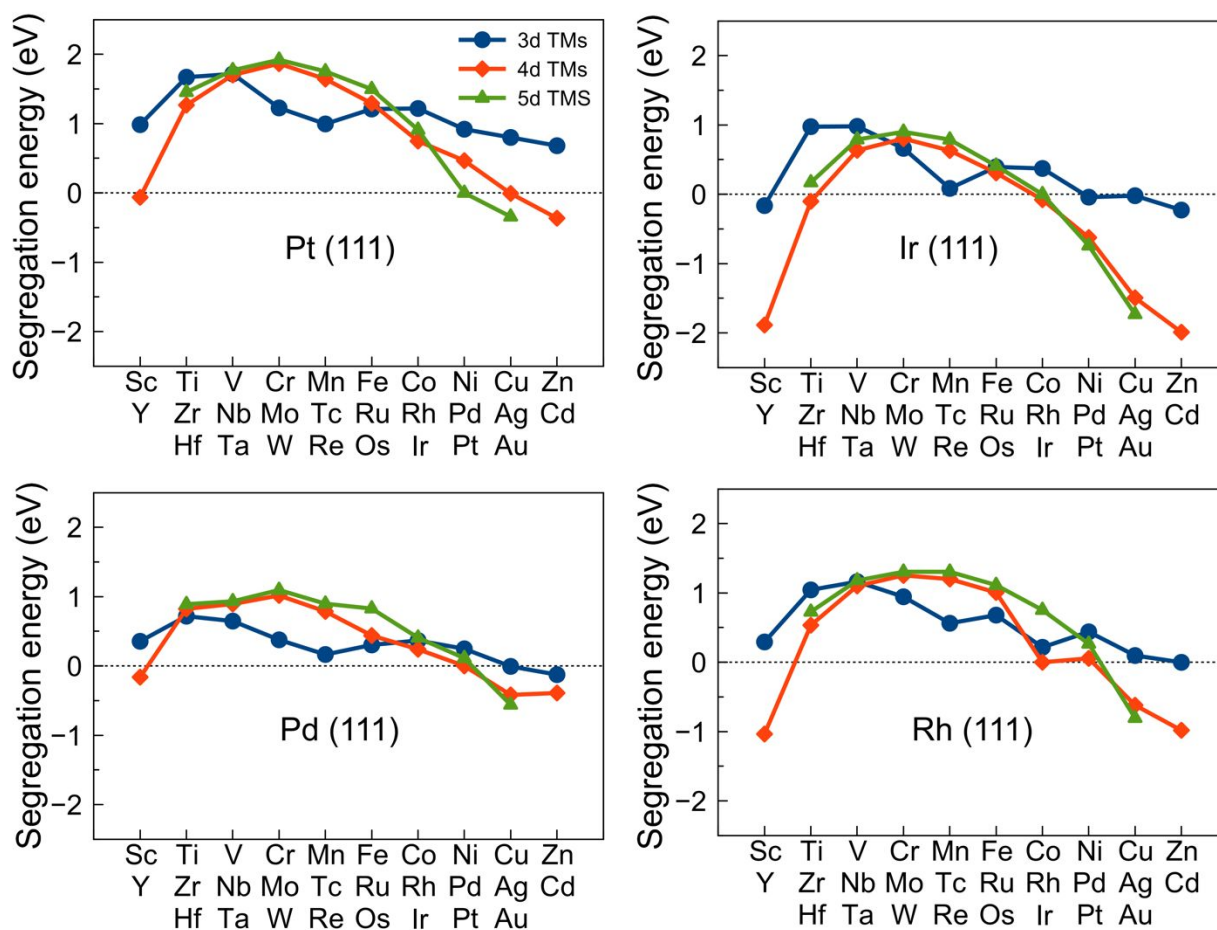 Segregation energy (eV)
2
1
0
−1
−2
3d TMs
4d TMs
5d TMS
Pt (111)
Sc Ti V Cr Mn Fe Co Ni Cu Zn
Y Zr Nb Mo Tc Ru Rh Pd Ag Cd
Hf Ta W Re Os Ir Pt Au
Segregation energy (eV)
2
1
0
−1
−2
Ir (111)
Sc Ti V Cr Mn Fe Co Ni Cu Zn
Y Zr Nb Mo Tc Ru Rh Pd Ag Cd
Hf Ta W Re Os Ir Pt Au
Segregation energy (eV)
2
1
0
−1
−2
Pd (111)
Sc Ti V Cr Mn Fe Co Ni Cu Zn
Y Zr Nb Mo Tc Ru Rh Pd Ag Cd
Hf Ta W Re Os Ir Pt Au
Segregation energy (eV)
2
1
0
−1
−2
Rh (111)
Sc Ti V Cr Mn Fe Co Ni Cu Zn
Y Zr Nb Mo Tc Ru Rh Pd Ag Cd
Hf Ta W Re Os Ir Pt Au